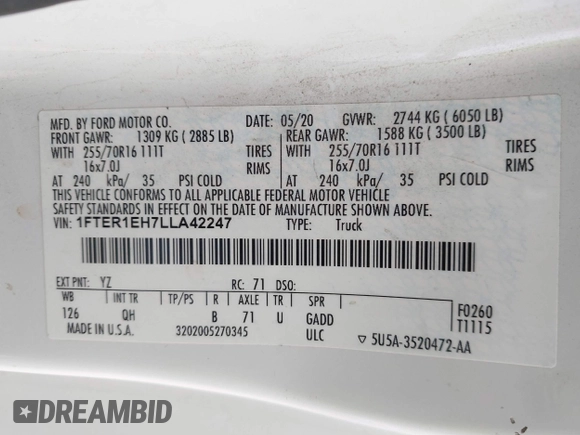 MFD. BY FORD MOTOR CO. DATE: 05/20 GVWR: 2744 KG ( 6050 LB)
FRONT GAWR: 1309 KG ( 2885 LB) REAR GAWR: 1588 KG ( 3500 LB)
WITH 255/70R16 111T TIRES WITH 255/70R16 111T TIRES
16x7.0J RIMS 16x7.0J RIMS
AT 240 kPa/ 35 PSI COLD AT 240 kPa/ 35 PSI COLD
THIS VEHICLE CONFORMS TO ALL APPLICABLE FEDERAL MOTOR VEHICLE
SAFETY STANDARDS IN EFFECT ON THE DATE OF MANUFACTURE SHOWN ABOVE.
VIN: 1FTER1EH7LLA42247 TYPE: Truck
EXT PNT: YZ RC: 71 DSO:
WB INT TR TP/PS R AXLE TR SPR F0260
126 QH B 71 U GADD T1115
MADE IN U.S.A. 3202005270345 ULC ▽ 5U5A-3520472-AA
DREAMBID